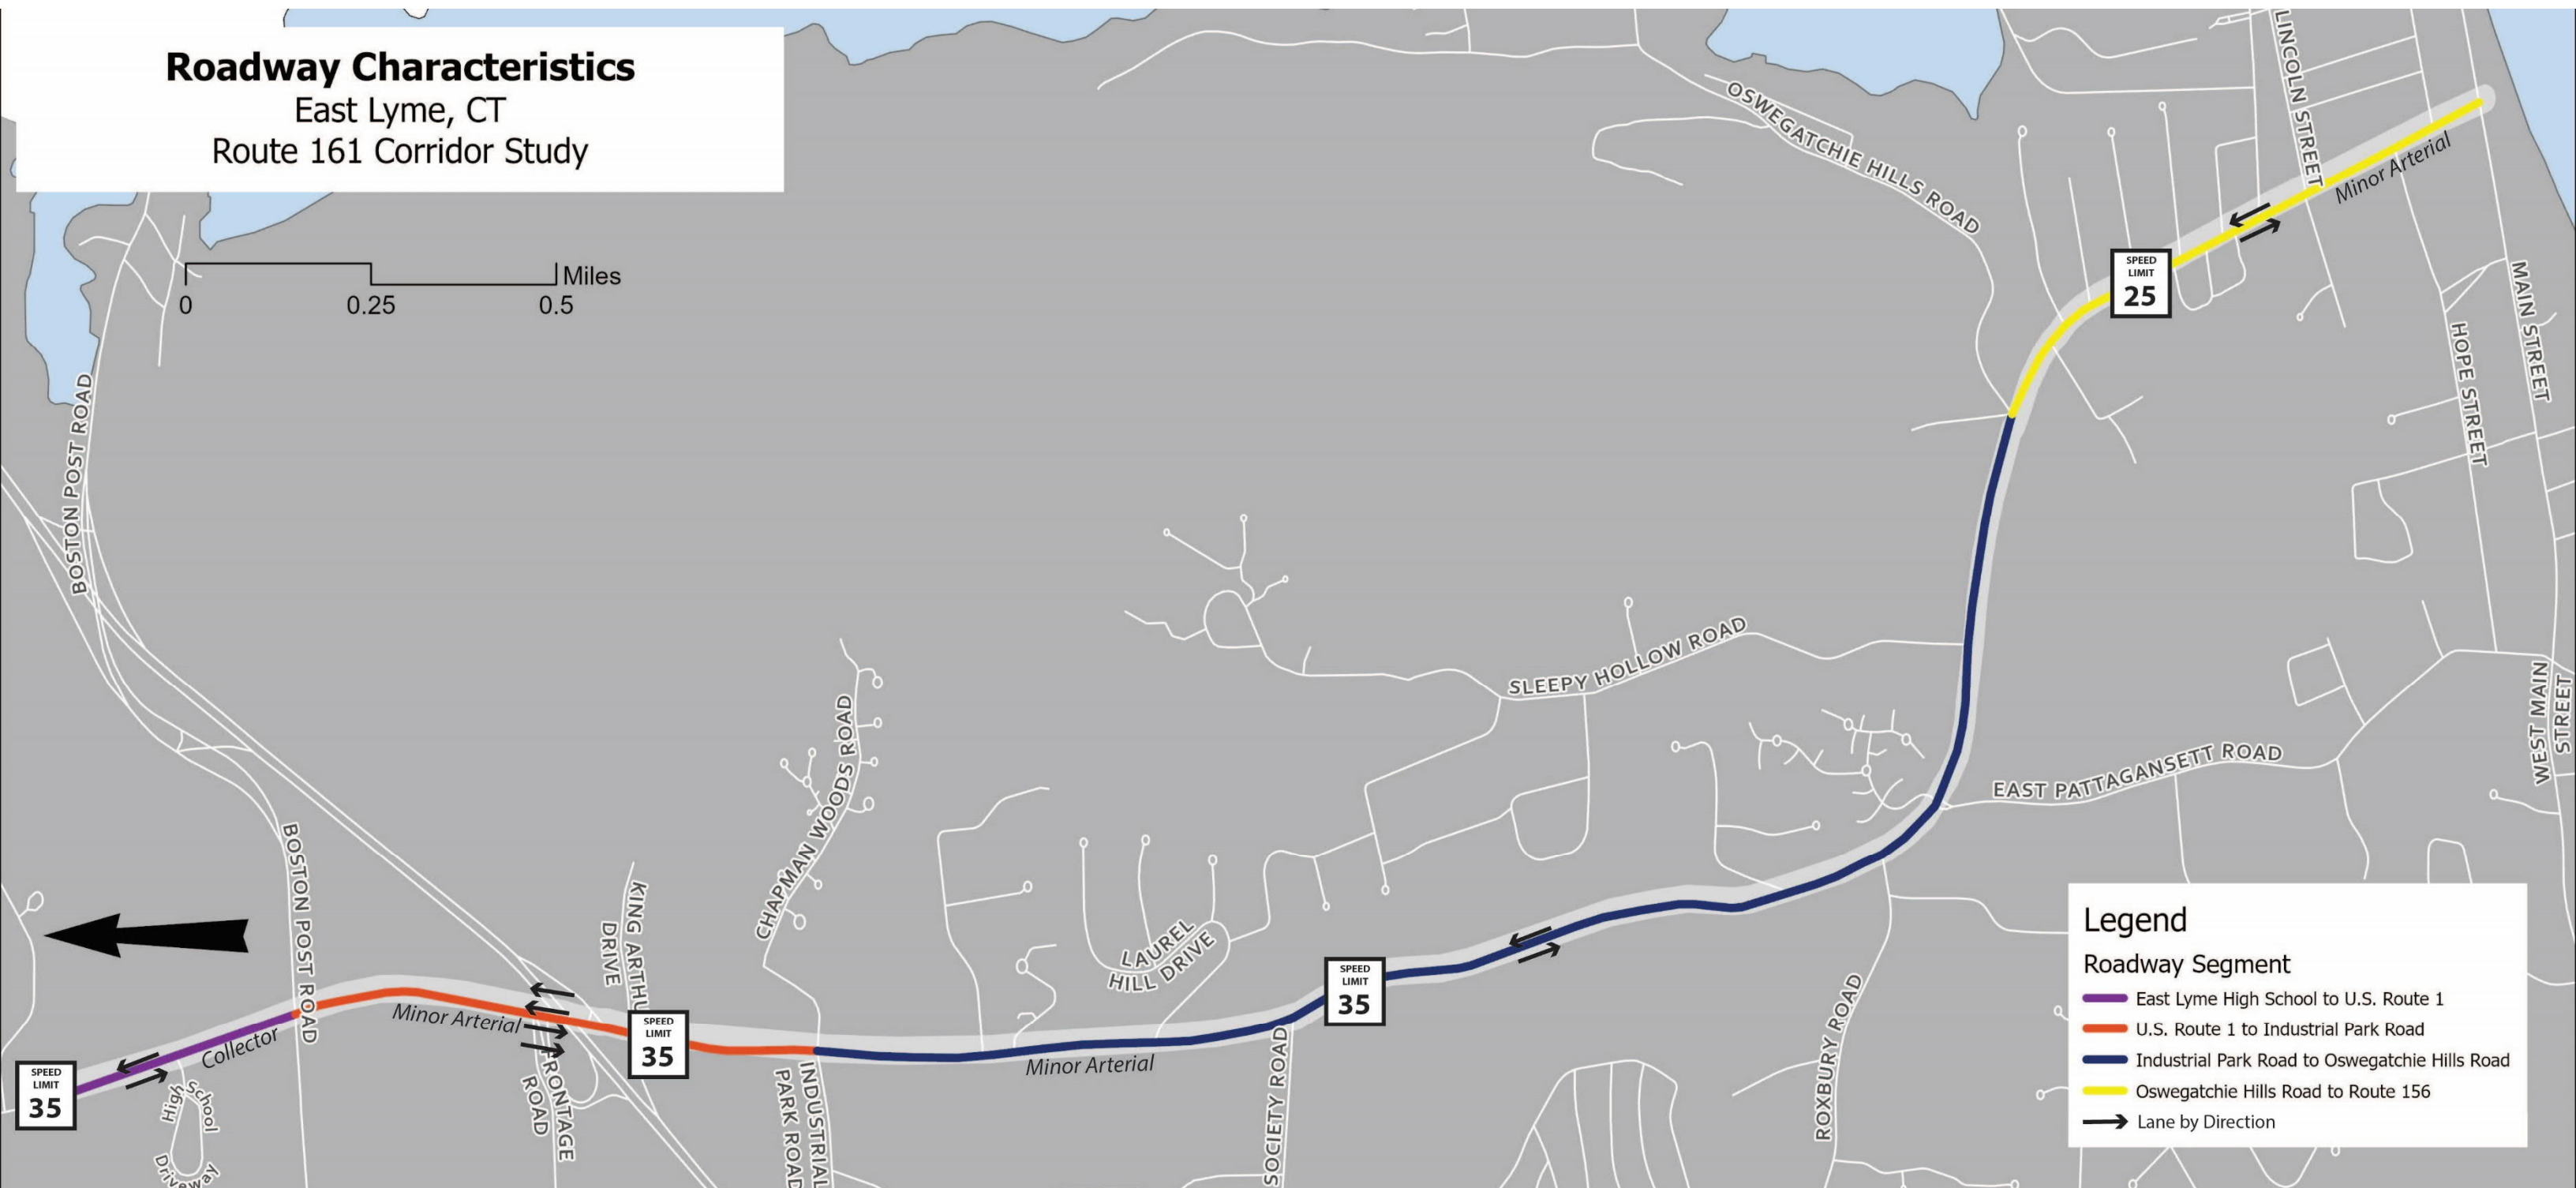 Roadway Characteristics
East Lyme, CT
Route 161 Corridor Study
Miles
0 0.25 0.5
BOSTON POST ROAD
OSWEGATCHIE HILLS ROAD
LINCOLN STREET
Minor Arterial
SPEED
LIMIT
25
MAIN STREET
HOPE STREET
SLEEPY HOLLOW ROAD
WEST MAIN
STREET
EAST PATTAGANSETT ROAD
CHAPMAN WOODS ROAD
BOSTON POST ROAD
KING ARTHU
DRIVE
LAUREL
HILL DRIVE
Minor Arterial
SPEED
LIMIT
35
SPEED
LIMIT
35
Collector
Minor Arterial
SPEED
LIMIT
35
High School
Driveway
FRONTAGE
ROAD
INDUSTRIAL
PARK ROAD
SOCIETY ROAD
ROXBURY ROAD
Legend
Roadway Segment
East Lyme High School to U.S. Route 1
U.S. Route 1 to Industrial Park Road
Industrial Park Road to Oswegatchie Hills Road
Oswegatchie Hills Road to Route 156
Lane by Direction